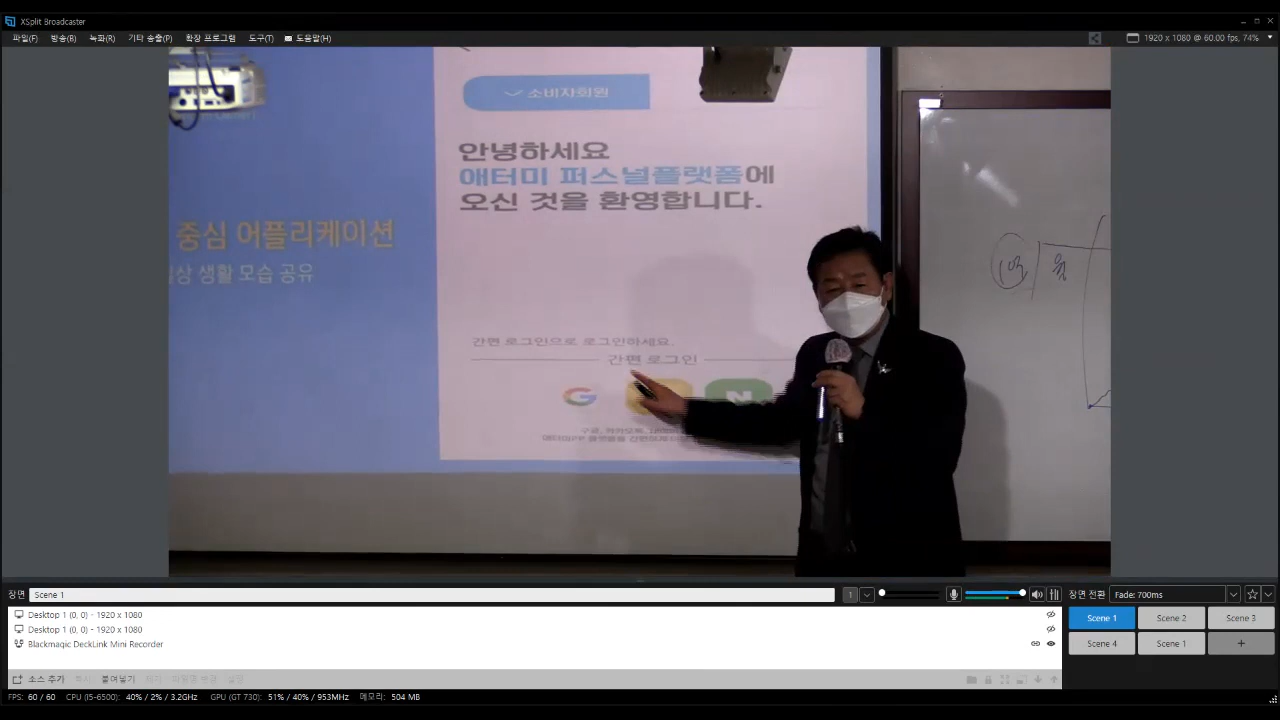 XSplit Broadcaster
파일(F) 방송(B) 녹화(R) 기타 송출(P) 확장 프로그램 도구(T) 도움말(H)
1920 x 1080 @ 60.00 fps, 74%
소비자회원
안녕하세요
애터미 퍼스널플랫폼에
오신 것을 환영합니다.
중심 어플리케이션
일상 생활 모습 공유
간편 로그인으로 로그인하세요.
간편 로그인
G N
장면 Scene 1
1
장면 전환 Fade: 700ms
Desktop 1 (0, 0) - 1920 x 1080
Desktop 1 (0, 0) - 1920 x 1080
Blackmagic DeckLink Mini Recorder
Scene 1 Scene 2 Scene 3
Scene 4 Scene 1 +
소스 추가 복사 붙여넣기 설정
FPS: 60 / 60 CPU (I5-6500): 40% / 2% / 3.2GHz GPU (GT 730): 51% / 40% / 953MHz 메모리: 504 MB